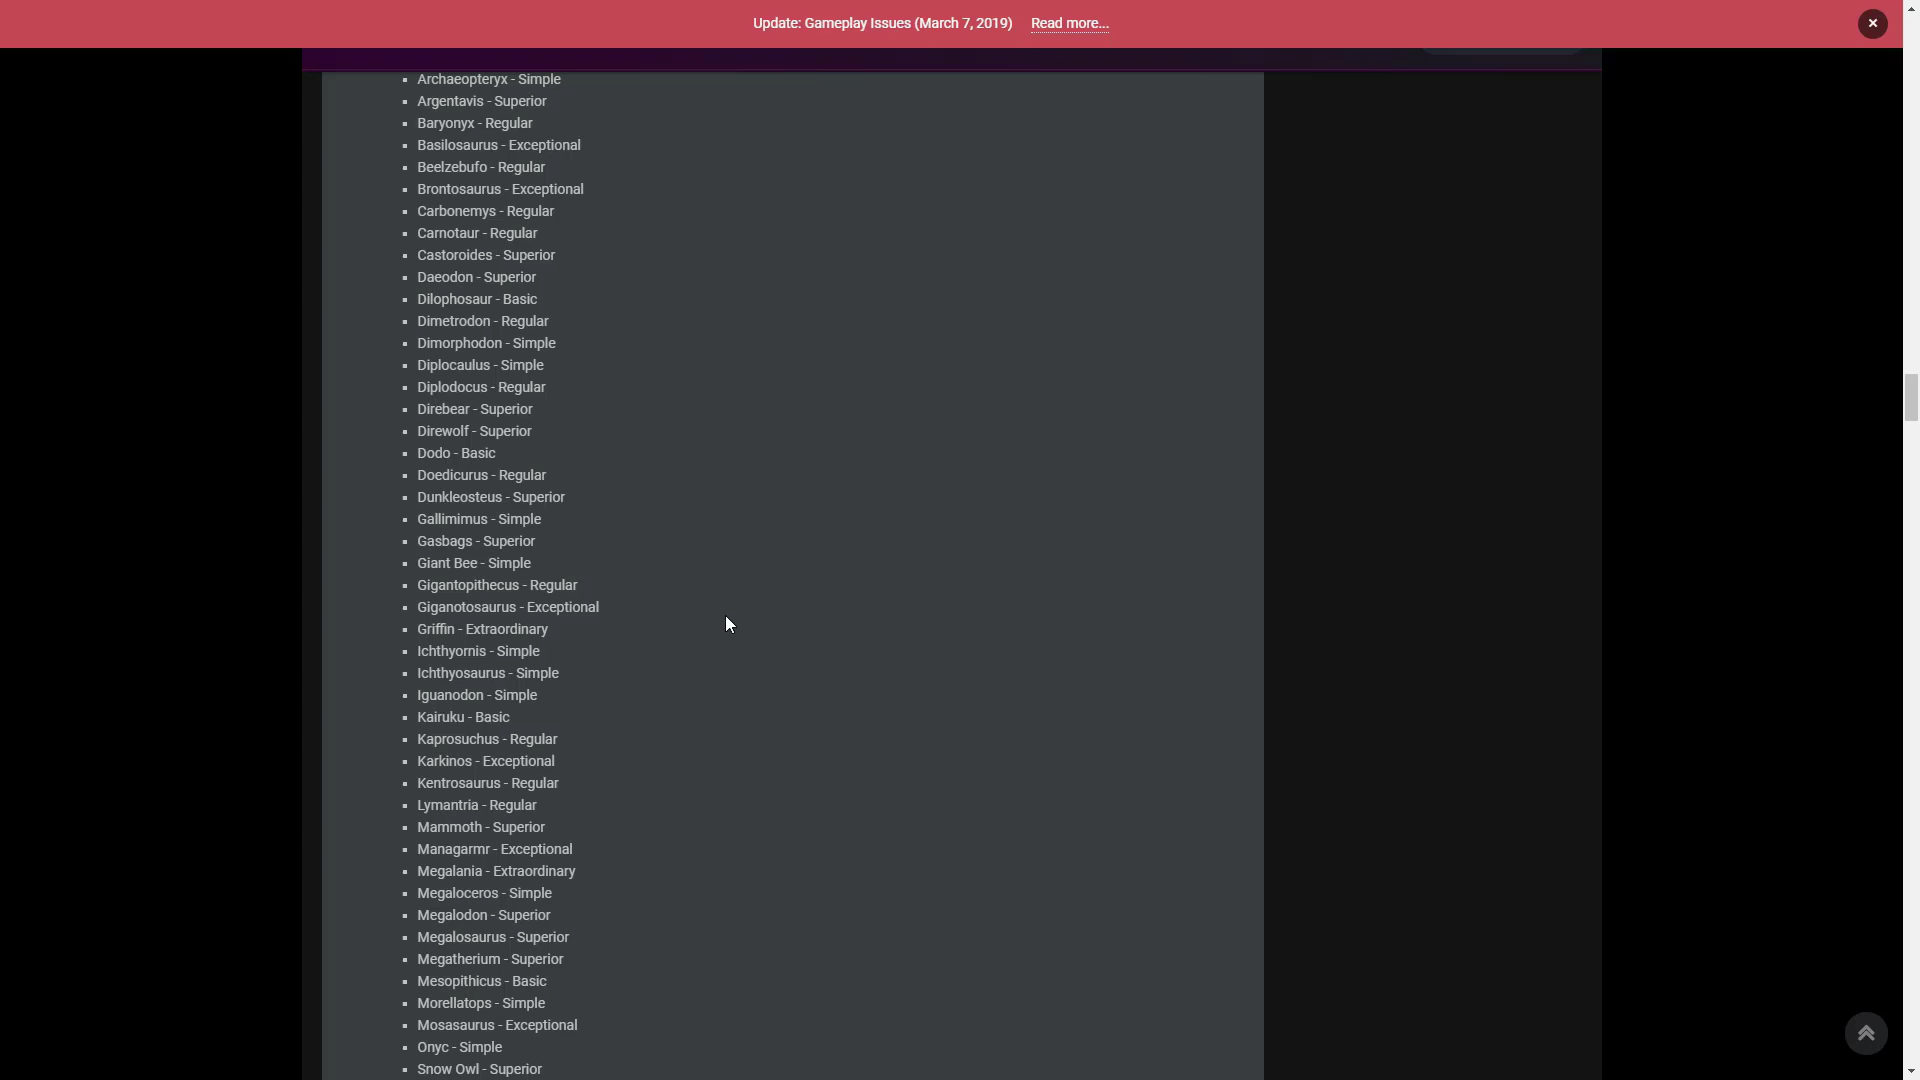 Update: Gameplay Issues (March 7, 2019) Read more...
Archaeopteryx - Simple
Argentavis - Superior
Baryonyx - Regular
Basilosaurus - Exceptional
Beelzebufo - Regular
Brontosaurus - Exceptional
Carbonemys - Regular
Carnotaur - Regular
Castoroides - Superior
Daeodon - Superior
Dilophosaur - Basic
Dimetrodon - Regular
Dimorphodon - Simple
Diplocaulus - Simple
Diplodocus - Regular
Direbear - Superior
Direwolf - Superior
Dodo - Basic
Doedicurus - Regular
Dunkleosteus - Superior
Gallimimus - Simple
Gasbags - Superior
Giant Bee - Simple
Gigantopithecus - Regular
Giganotosaurus - Exceptional
Griffin - Extraordinary
Ichthyornis - Simple
Ichthyosaurus - Simple
Iguanodon - Simple
Kairuku - Basic
Kaprosuchus - Regular
Karkinos - Exceptional
Kentrosaurus - Regular
Lymantria - Regular
Mammoth - Superior
Managarmr - Exceptional
Megalania - Extraordinary
Megaloceros - Simple
Megalodon - Superior
Megalosaurus - Superior
Megatherium - Superior
Mesopithicus - Basic
Morellatops - Simple
Mosasaurus - Exceptional
Onyc - Simple
Snow Owl - Superior